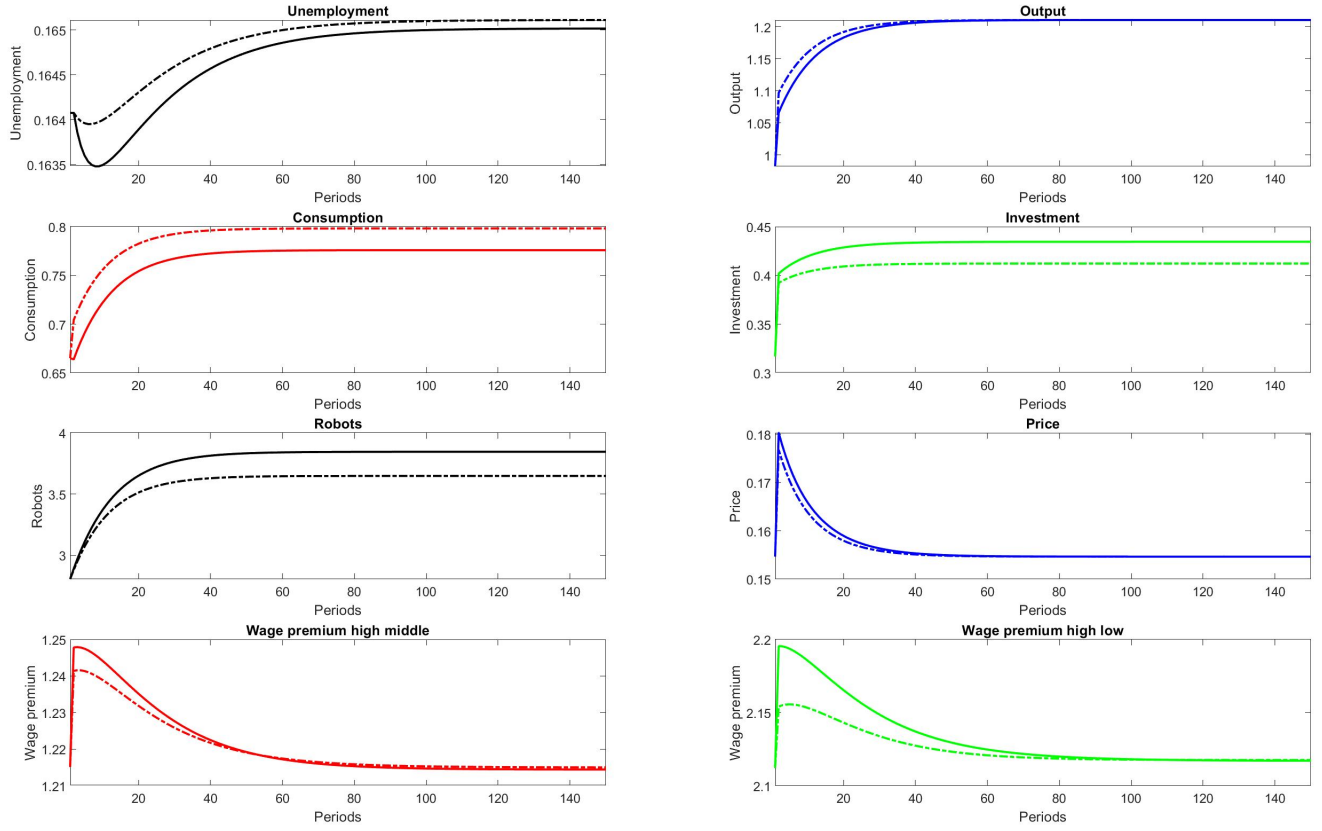 Unemployment
Unemployment
0.165
0.1645
0.164
0.1635
20 40 60 80 100 120 140
Periods
Output
Output
1.2
1.15
1.1
1.05
1
20 40 60 80 100 120 140
Periods
Consumption
Consumption
0.8
0.75
0.7
0.65
20 40 60 80 100 120 140
Periods
Investment
Investment
0.45
0.4
0.35
0.3
20 40 60 80 100 120 140
Periods
Robots
Robots
4
3.5
3
20 40 60 80 100 120 140
Periods
Price
Price
0.18
0.17
0.16
0.15
20 40 60 80 100 120 140
Periods
Wage premium high middle
Wage premium
1.25
1.24
1.23
1.22
1.21
20 40 60 80 100 120 140
Periods
Wage premium high low
Wage premium
2.2
2.15
2.1
20 40 60 80 100 120 140
Periods